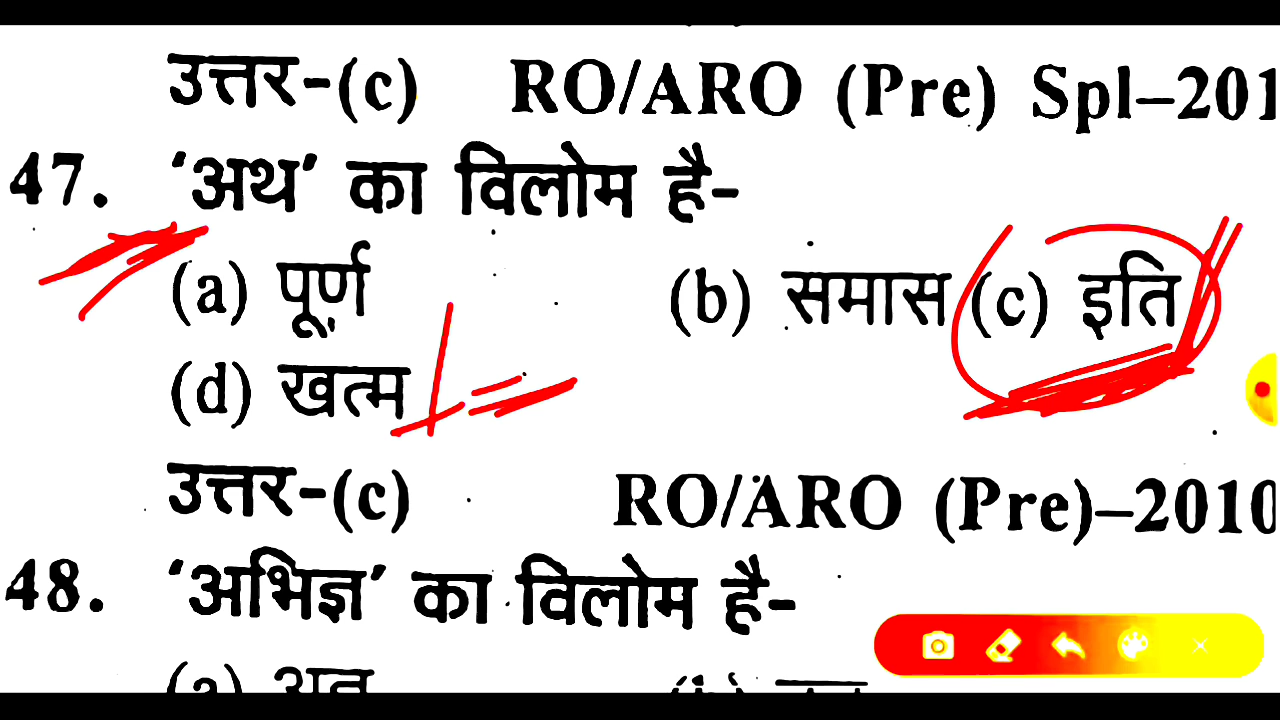 उत्तर-(c) RO/ARO (Pre) Spl–201
47. ‘अथ’ का विलोम है-
(a) पूर्ण (b) समास (c) इति
(d) खत्म
उत्तर-(c) RO/ARO (Pre)–2010
48. ‘अभिज्ञ’ का विलोम है-
(a)